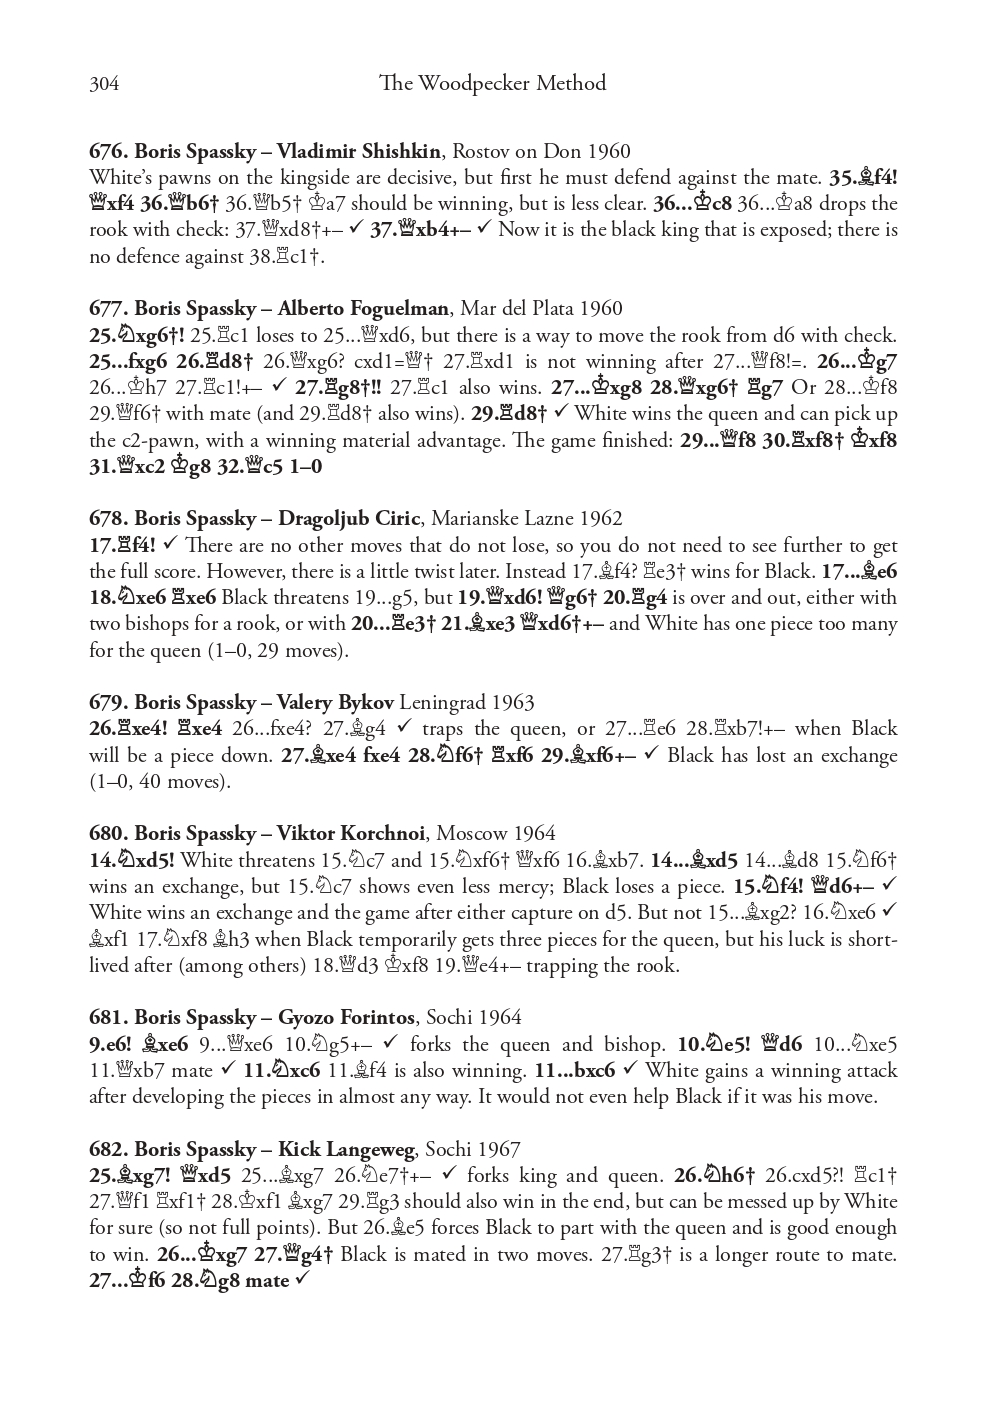 304
The Woodpecker Method
676. Boris Spassky – Vladimir Shishkin, Rostov on Don 1960
White’s pawns on the kingside are decisive, but first he must defend against the mate. 35.♗f4!
♕xf4 36.♕b6† 36.♕b5† ♔a7 should be winning, but is less clear. 36...♔c8 36...♔a8 drops the
rook with check: 37.♕xd8†+– ✓ 37.♕xb4+– ✓ Now it is the black king that is exposed; there is
no defence against 38.♖c1†.
677. Boris Spassky – Alberto Foguelman, Mar del Plata 1960
25.♘xg6†! 25.♖c1 loses to 25...♕xd6, but there is a way to move the rook from d6 with check.
25...fxg6 26.♖d8† 26.♕xg6? cxd1=♕† 27.♖xd1 is not winning after 27...♕f8!=. 26...♔g7
26...♔h7 27.♖c1!+– ✓ 27.♖g8†!! 27.♖c1 also wins. 27...♔xg8 28.♕xg6† ♖g7 Or 28...♔f8
29.♕f6† with mate (and 29.♖d8† also wins). 29.♖d8† ✓ White wins the queen and can pick up
the c2-pawn, with a winning material advantage. The game finished: 29...♕f8 30.♖xf8† ♔xf8
31.♕xc2 ♔g8 32.♕c5 1–0
678. Boris Spassky – Dragoljub Ciric, Marianske Lazne 1962
17.♖f4! ✓ There are no other moves that do not lose, so you do not need to see further to get
the full score. However, there is a little twist later. Instead 17.♗f4? ♖e3† wins for Black. 17...♗e6
18.♘xe6 ♖xe6 Black threatens 19...g5, but 19.♕xd6! ♕g6† 20.♖g4 is over and out, either with
two bishops for a rook, or with 20...♖e3† 21.♗xe3 ♕xd6†+– and White has one piece too many
for the queen (1–0, 29 moves).
679. Boris Spassky – Valery Bykov Leningrad 1963
26.♖xe4! ♖xe4 26...fxe4? 27.♗g4 ✓ traps the queen, or 27...♖e6 28.♖xb7!+– when Black
will be a piece down. 27.♗xe4 fxe4 28.♘f6† ♖xf6 29.♗xf6+– ✓ Black has lost an exchange
(1–0, 40 moves).
680. Boris Spassky – Viktor Korchnoi, Moscow 1964
14.♘xd5! White threatens 15.♘c7 and 15.♘xf6† ♕xf6 16.♗xb7. 14...♗xd5 14...♗d8 15.♘f6†
wins an exchange, but 15.♘c7 shows even less mercy; Black loses a piece. 15.♘f4! ♕d6+– ✓
White wins an exchange and the game after either capture on d5. But not 15...♗xg2? 16.♘xe6 ✓
♗xf1 17.♘xf8 ♗h3 when Black temporarily gets three pieces for the queen, but his luck is short-
lived after (among others) 18.♕d3 ♔xf8 19.♕e4+– trapping the rook.
681. Boris Spassky – Gyozo Forintos, Sochi 1964
9.e6! ♗xe6 9...♕xe6 10.♘g5+– ✓ forks the queen and bishop. 10.♘e5! ♕d6 10...♘xe5
11.♕xb7 mate ✓ 11.♘xc6 11.♗f4 is also winning. 11...bxc6 ✓ White gains a winning attack
after developing the pieces in almost any way. It would not even help Black if it was his move.
682. Boris Spassky – Kick Langeweg, Sochi 1967
25.♗xg7! ♕xd5 25...♗xg7 26.♘e7†+– ✓ forks king and queen. 26.♘h6† 26.cxd5?! ♖c1†
27.♕f1 ♖xf1† 28.♔xf1 ♗xg7 29.♖g3 should also win in the end, but can be messed up by White
for sure (so not full points). But 26.♗e5 forces Black to part with the queen and is good enough
to win. 26...♔xg7 27.♕g4† Black is mated in two moves. 27.♖g3† is a longer route to mate.
27...♔f6 28.♘g8 mate ✓